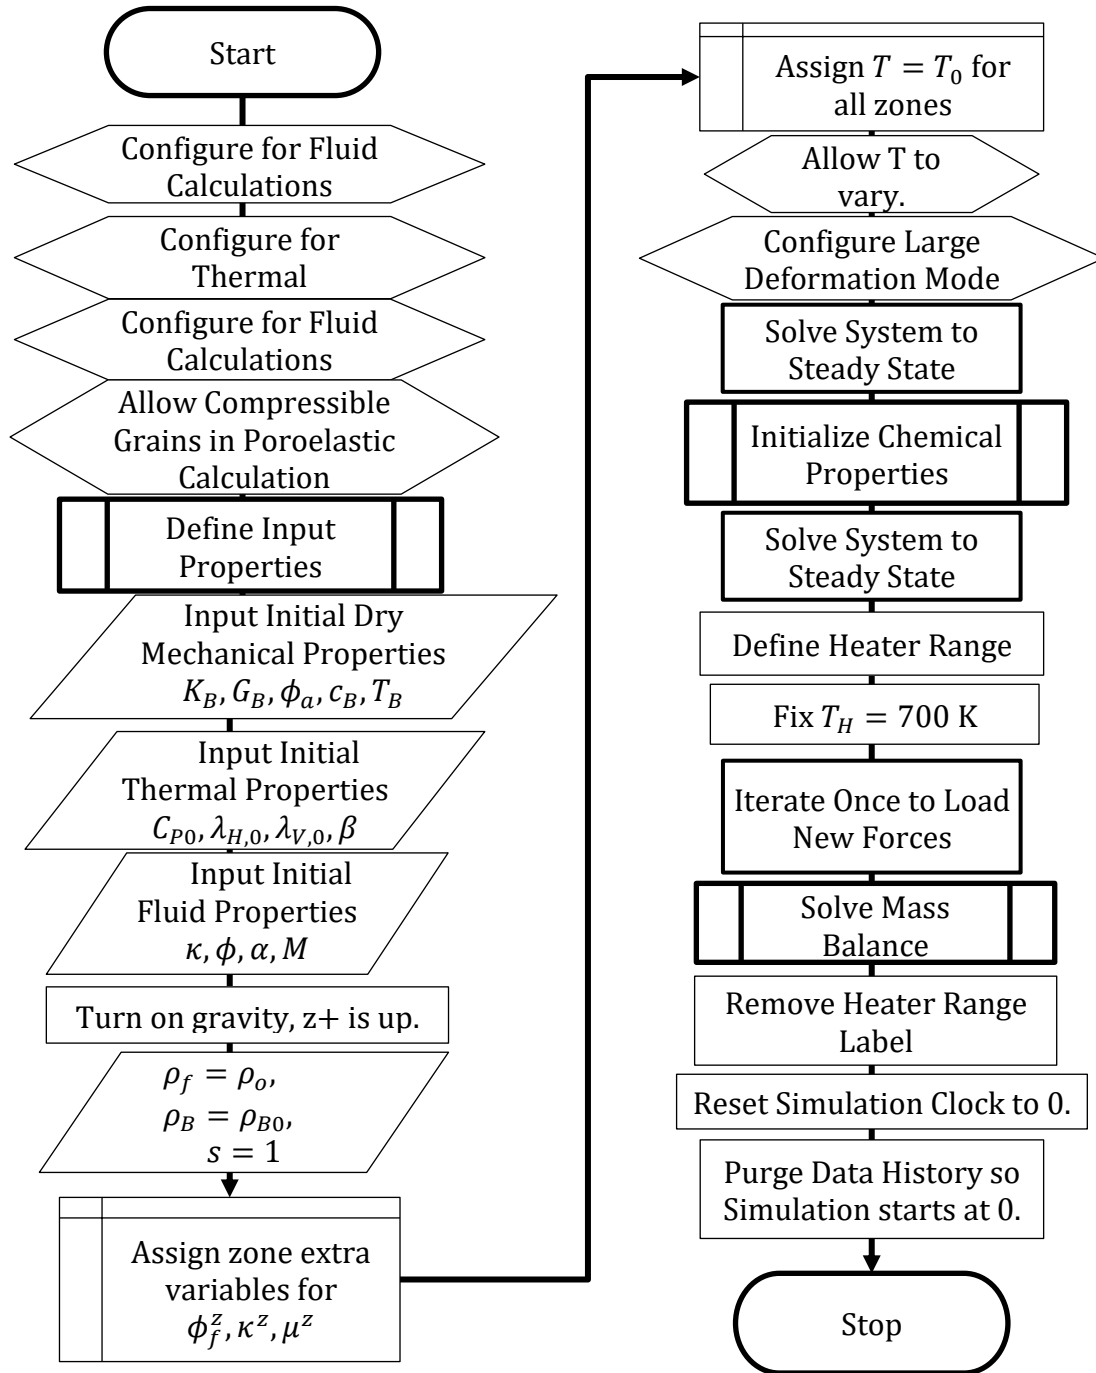 Start
Configure for Fluid
Calculations
Configure for
Thermal
Configure for Fluid
Calculations
Allow Compressible
Grains in Poroelastic
Calculation
Define Input
Properties
Input Initial Dry
Mechanical Properties
K_B, G_B, ϕ_a, c_B, T_B
Input Initial
Thermal Properties
C_{P0}, λ_{H,0}, λ_{V,0}, β
Input Initial
Fluid Properties
κ, ϕ, α, M
Turn on gravity, z+ is up.
ρ_f = ρ_o,
ρ_B = ρ_{B0},
s = 1
Assign zone extra
variables for
ϕ_f^z, κ^z, μ^z
Assign T = T_0 for
all zones
Allow T to
vary.
Configure Large
Deformation Mode
Solve System to
Steady State
Initialize Chemical
Properties
Solve System to
Steady State
Define Heater Range
Fix T_H = 700 K
Iterate Once to Load
New Forces
Solve Mass
Balance
Remove Heater Range
Label
Reset Simulation Clock to 0.
Purge Data History so
Simulation starts at 0.
Stop